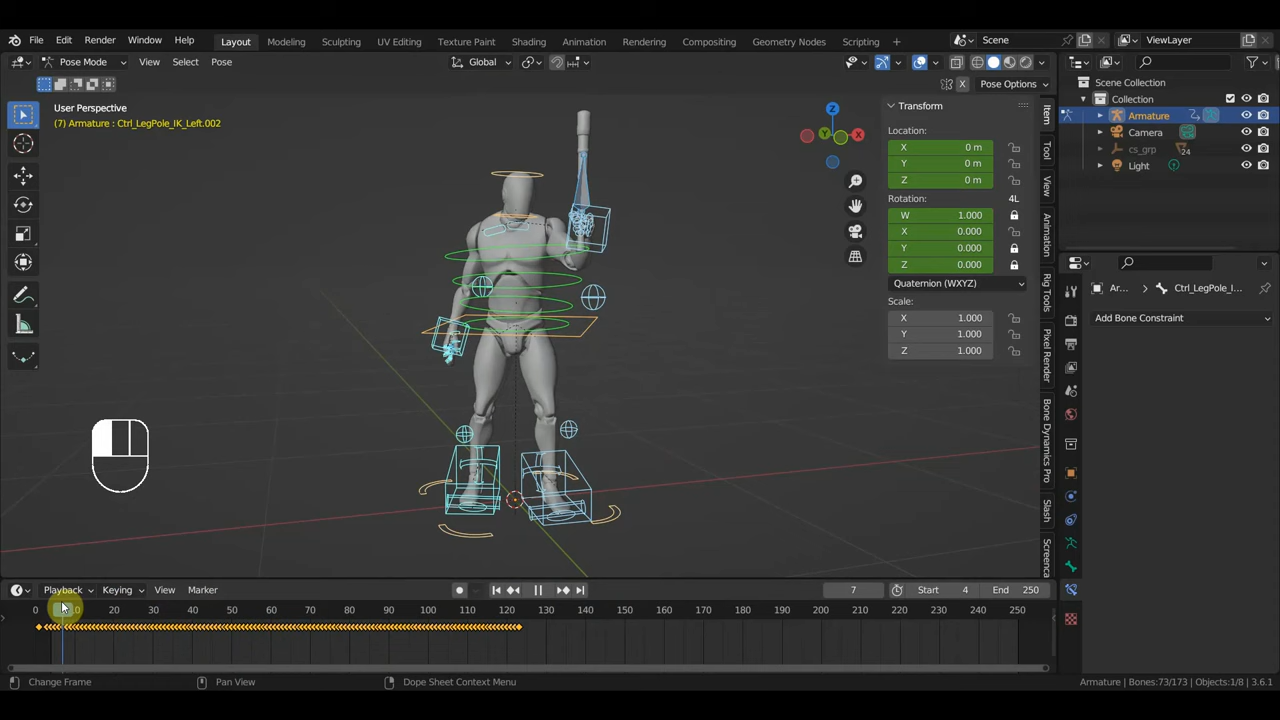 File Edit Render Window Help Layout Modeling Sculpting UV Editing Texture Paint Shading Animation Rendering Compositing Geometry Nodes Scripting + Scene ViewLayer
Pose Mode View Select Pose Global
X Pose Options
User Perspective
(7) Armature : Ctrl_LegPole_IK_Left.002
Z
Y
X
Transform
Location:
X 0 m
Y 0 m
Z 0 m
Rotation: 4L
W 1.000
X 0.000
Y 0.000
Z 0.000
Quaternion (WXYZ)
Scale:
X 1.000
Y 1.000
Z 1.000
Item
Tool
View
Animation
Rig Tools
Pixel Render
Bone Dynamics Pro
Slash
Screenca
Scene Collection
Collection
Armature
Camera
cs_grp 24
Light
Ar... Ctrl_LegPole_I...
Add Bone Constraint
Playback Keying View Marker 7 Start 4 End 250
0 10 20 30 40 50 60 70 80 90 100 110 120 130 140 150 160 170 180 190 200 210 220 230 240 250
Change Frame Pan View Dope Sheet Context Menu Armature | Bones:73/173 | Objects:1/8 | 3.6.1